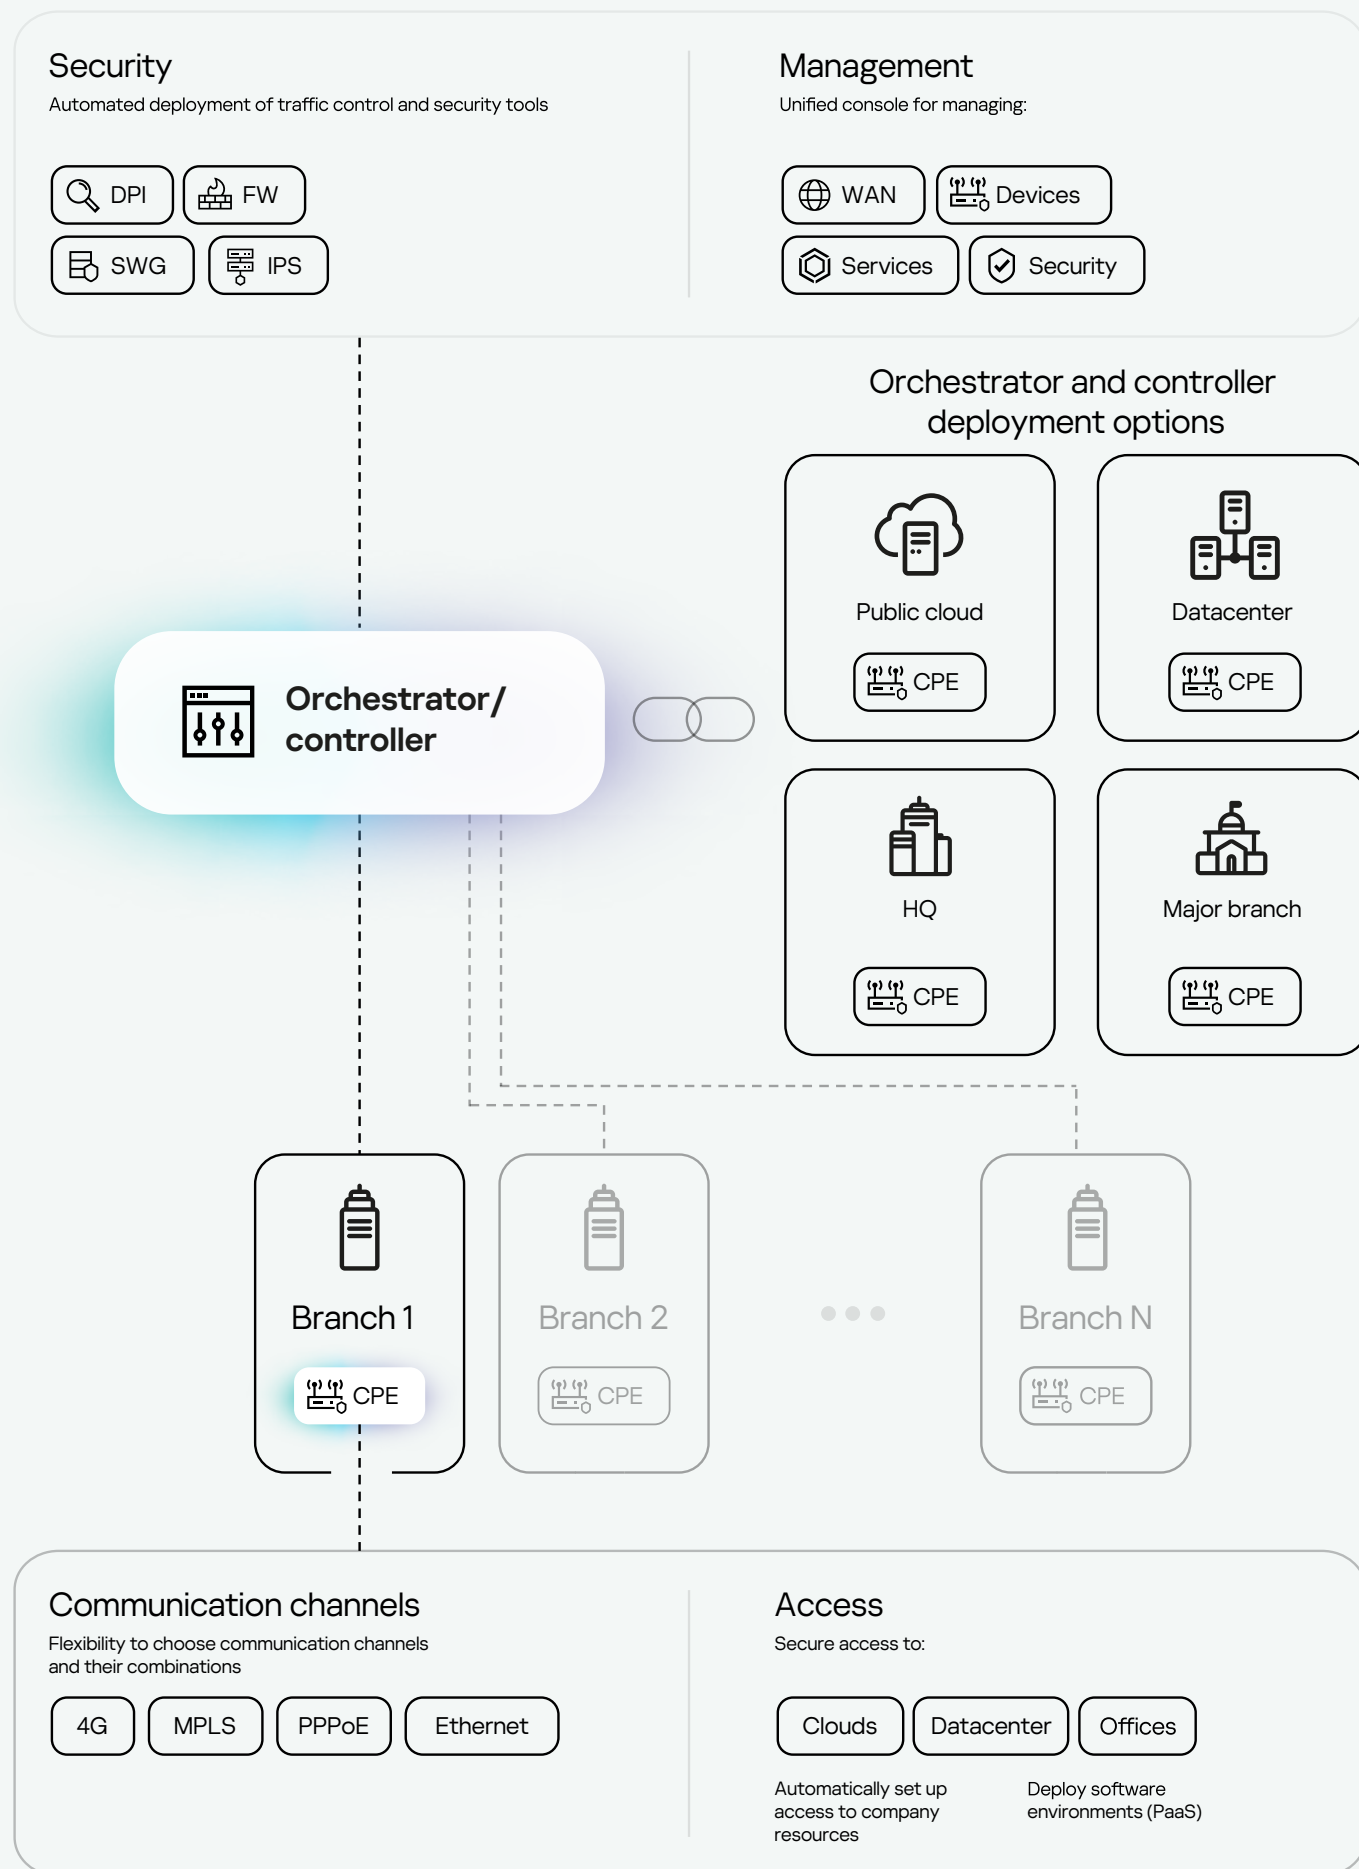 Security
Automated deployment of traffic control and security tools
DPI
FW
SWG
IPS
Management
Unified console for managing:
WAN
Devices
Services
Security
Orchestrator and controller
deployment options
Public cloud
CPE
Datacenter
CPE
Orchestrator/
controller
HQ
CPE
Major branch
CPE
Branch 1
CPE
Branch 2
CPE
Branch N
CPE
Communication channels
Flexibility to choose communication channels
and their combinations
4G
MPLS
PPPoE
Ethernet
Access
Secure access to:
Clouds
Datacenter
Offices
Automatically set up
access to company
resources
Deploy software
environments (PaaS)